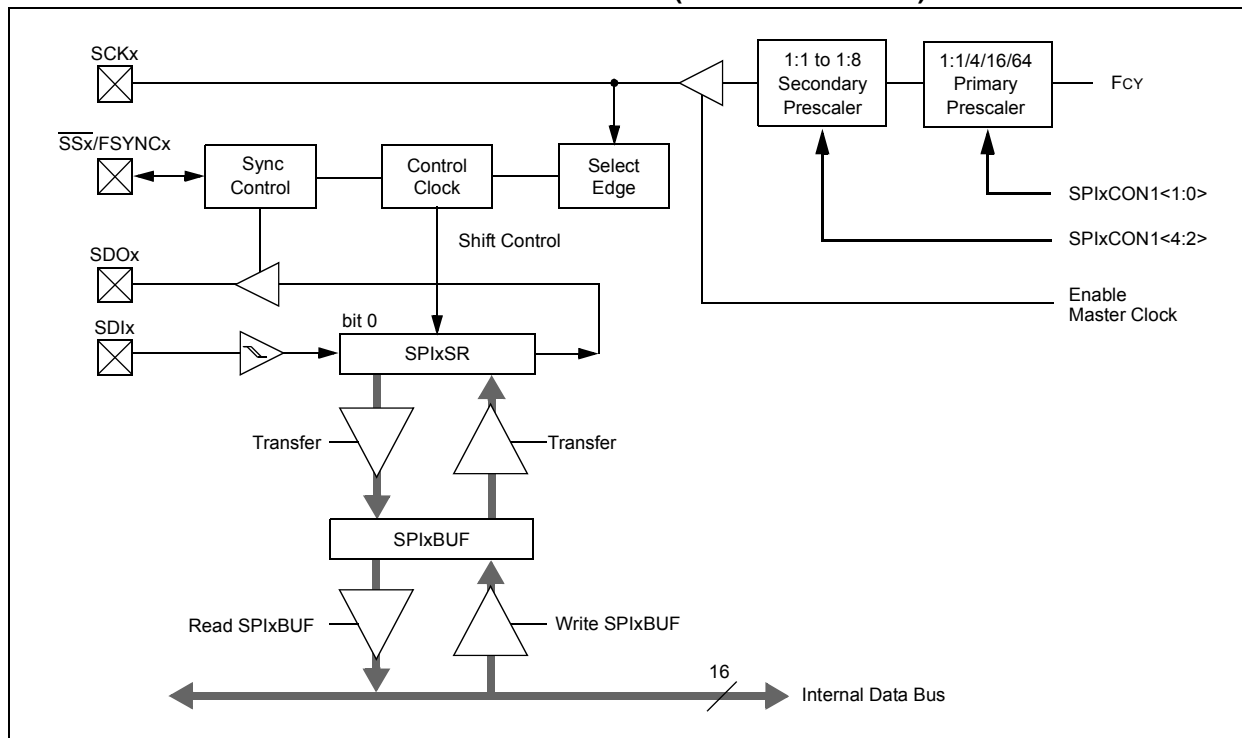 SCKx
1:1 to 1:8
Secondary
Prescaler
1:1/4/16/64
Primary
Prescaler
FCY
SSx/FSYNCx
Sync
Control
Control
Clock
Select
Edge
SPIxCON1<1:0>
Shift Control
SPIxCON1<4:2>
SDOx
Enable
Master Clock
bit 0
SDIx
SPIxSR
Transfer
Transfer
SPIxBUF
Read SPIxBUF
Write SPIxBUF
16
Internal Data Bus